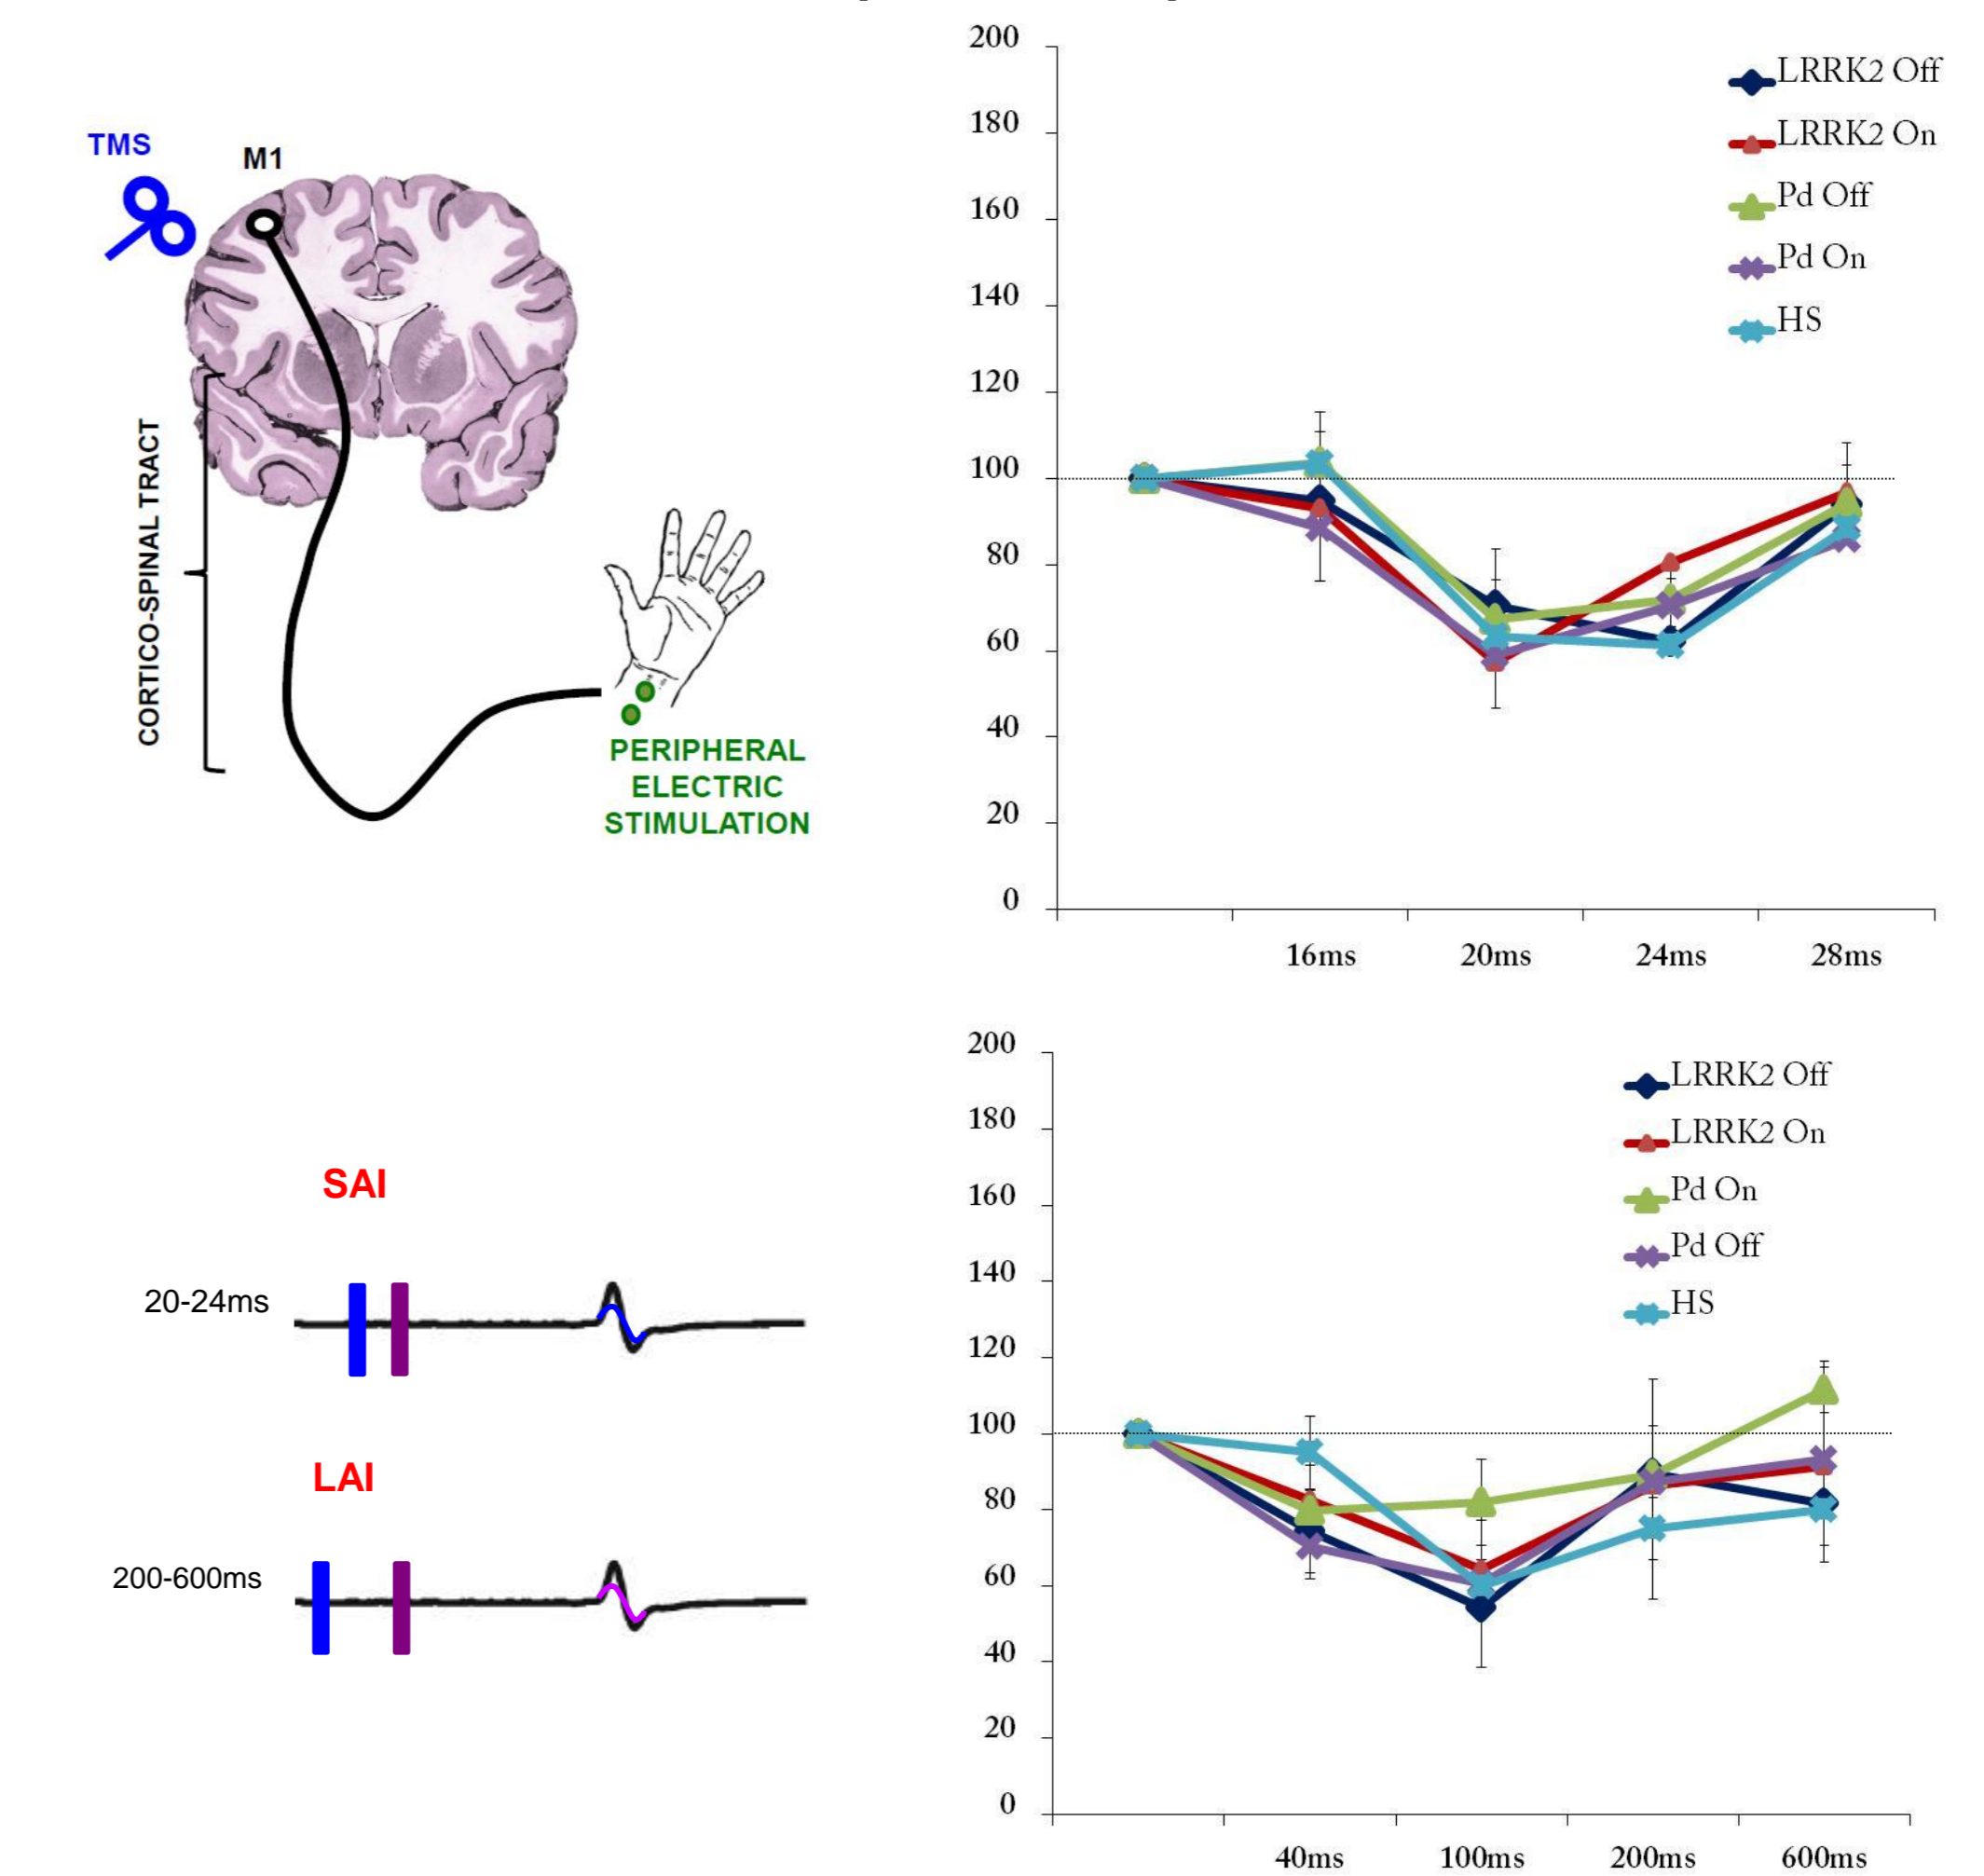 TMS
M1
CORTICO-SPINAL TRACT
PERIPHERAL
ELECTRIC
STIMULATION
200
180
160
140
120
100
80
60
40
20
0
16ms
20ms
24ms
28ms
LRRK2 Off
LRRK2 On
Pd Off
Pd On
HS
SAI
20-24ms
LAI
200-600ms
200
180
160
140
120
100
80
60
40
20
0
40ms
100ms
200ms
600ms
LRRK2 Off
LRRK2 On
Pd On
Pd Off
HS